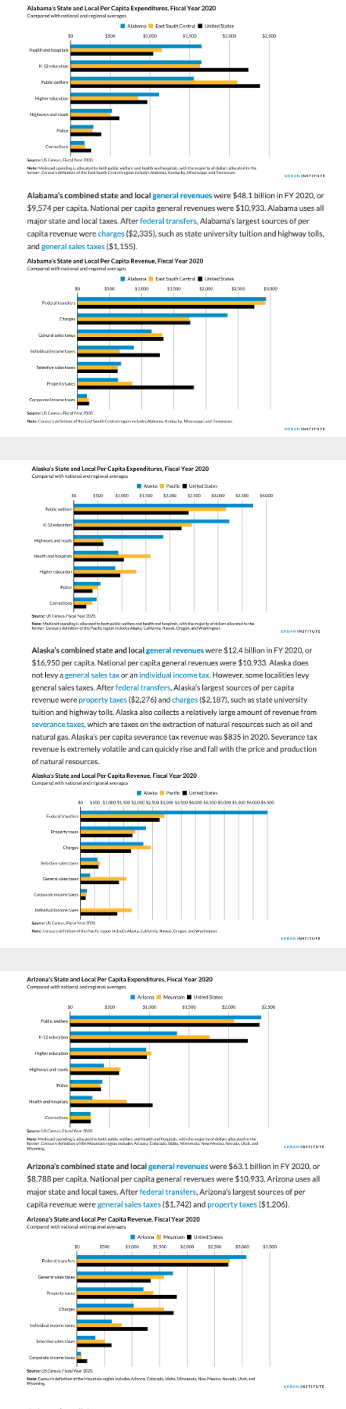 Alabama's State and Local Per Capita Expenditures, Fiscal Year 2020
Compared with national and regional averages
Alabama East South Central United States
$0 $500 $1,000 $1,500 $2,000 $2,500
Health and hospitals
K-12 education
Public welfare
Higher education
Highways and roads
Police
Corrections
Source: US Census, Fiscal Year 2020.
Note: Medicaid spending is allocated to both public welfare and health and hospitals, with the majority of dollars allocated to the
former. Census's definition of the East South Central region includes Alabama, Kentucky, Mississippi, and Tennessee.
URBAN INSTITUTE
Alabama's combined state and local general revenues were $48.1 billion in FY 2020, or
$9,574 per capita. National per capita general revenues were $10,933. Alabama uses all
major state and local taxes. After federal transfers, Alabama's largest sources of per
capita revenue were charges ($2,335), such as state university tuition and highway tolls,
and general sales taxes ($1,155).
Alabama's State and Local Per Capita Revenue, Fiscal Year 2020
Compared with national and regional averages
Alabama East South Central United States
$0 $500 $1,000 $1,500 $2,000 $2,500 $3,000
Federal transfers
Charges
General sales taxes
Individual income taxes
Selective sales taxes
Property taxes
Corporate income taxes
Source: US Census, Fiscal Year 2020.
Note: Census's definition of the East South Central region includes Alabama, Kentucky, Mississippi, and Tennessee.
URBAN INSTITUTE
Alaska's State and Local Per Capita Expenditures, Fiscal Year 2020
Compared with national and regional averages
Alaska Pacific United States
$0 $500 $1,000 $1,500 $2,000 $2,500 $3,000 $3,500 $4,000
Public welfare
K-12 education
Highways and roads
Health and hospitals
Higher education
Police
Corrections
Source: US Census, Fiscal Year 2020.
Note: Medicaid spending is allocated to both public welfare and health and hospitals, with the majority of dollars allocated to the
former. Census's definition of the Pacific region includes Alaska, California, Hawaii, Oregon, and Washington.
URBAN INSTITUTE
Alaska's combined state and local general revenues were $12.4 billion in FY 2020, or
$16,950 per capita. National per capita general revenues were $10,933. Alaska does
not levy a general sales tax or an individual income tax. However, some localities levy
general sales taxes. After federal transfers, Alaska's largest sources of per capita
revenue were property taxes ($2,276) and charges ($2,187), such as state university
tuition and highway tolls. Alaska also collects a relatively large amount of revenue from
severance taxes, which are taxes on the extraction of natural resources such as oil and
natural gas. Alaska's per capita severance tax revenue was $835 in 2020. Severance tax
revenue is extremely volatile and can quickly rise and fall with the price and production
of natural resources.
Alaska's State and Local Per Capita Revenue, Fiscal Year 2020
Compared with national and regional averages
Alaska Pacific United States
$0 $500 $1,000 $1,500 $2,000 $2,500 $3,000 $3,500 $4,000 $4,500 $5,000 $5,500 $6,000 $6,500
Federal transfers
Property taxes
Charges
Selective sales taxes
General sales taxes
Corporate income taxes
Individual income taxes
Source: US Census, Fiscal Year 2020.
Note: Census's definition of the Pacific region includes Alaska, California, Hawaii, Oregon, and Washington.
URBAN INSTITUTE
Arizona's State and Local Per Capita Expenditures, Fiscal Year 2020
Compared with national and regional averages
Arizona Mountain United States
$0 $500 $1,000 $1,500 $2,000 $2,500
Public welfare
K-12 education
Higher education
Highways and roads
Police
Health and hospitals
Corrections
Source: US Census, Fiscal Year 2020.
Note: Medicaid spending is allocated to both public welfare and health and hospitals, with the majority of dollars allocated to the
former. Census's definition of the Mountain region includes Arizona, Colorado, Idaho, Minnesota, New Mexico, Nevada, Utah, and
Wyoming.
URBAN INSTITUTE
Arizona's combined state and local general revenues were $63.1 billion in FY 2020, or
$8,788 per capita. National per capita general revenues were $10,933. Arizona uses all
major state and local taxes. After federal transfers, Arizona's largest sources of per
capita revenue were general sales taxes ($1,742) and property taxes ($1,206).
Arizona's State and Local Per Capita Revenue, Fiscal Year 2020
Compared with national and regional averages
Arizona Mountain United States
$0 $500 $1,000 $1,500 $2,000 $2,500 $3,000 $3,500
Federal transfers
General sales taxes
Property taxes
Charges
Individual income taxes
Selective sales taxes
Corporate income taxes
Source: US Census, Fiscal Year 2020.
Note: Census's definition of the Mountain region includes Arizona, Colorado, Idaho, Minnesota, New Mexico, Nevada, Utah, and
Wyoming.
URBAN INSTITUTE